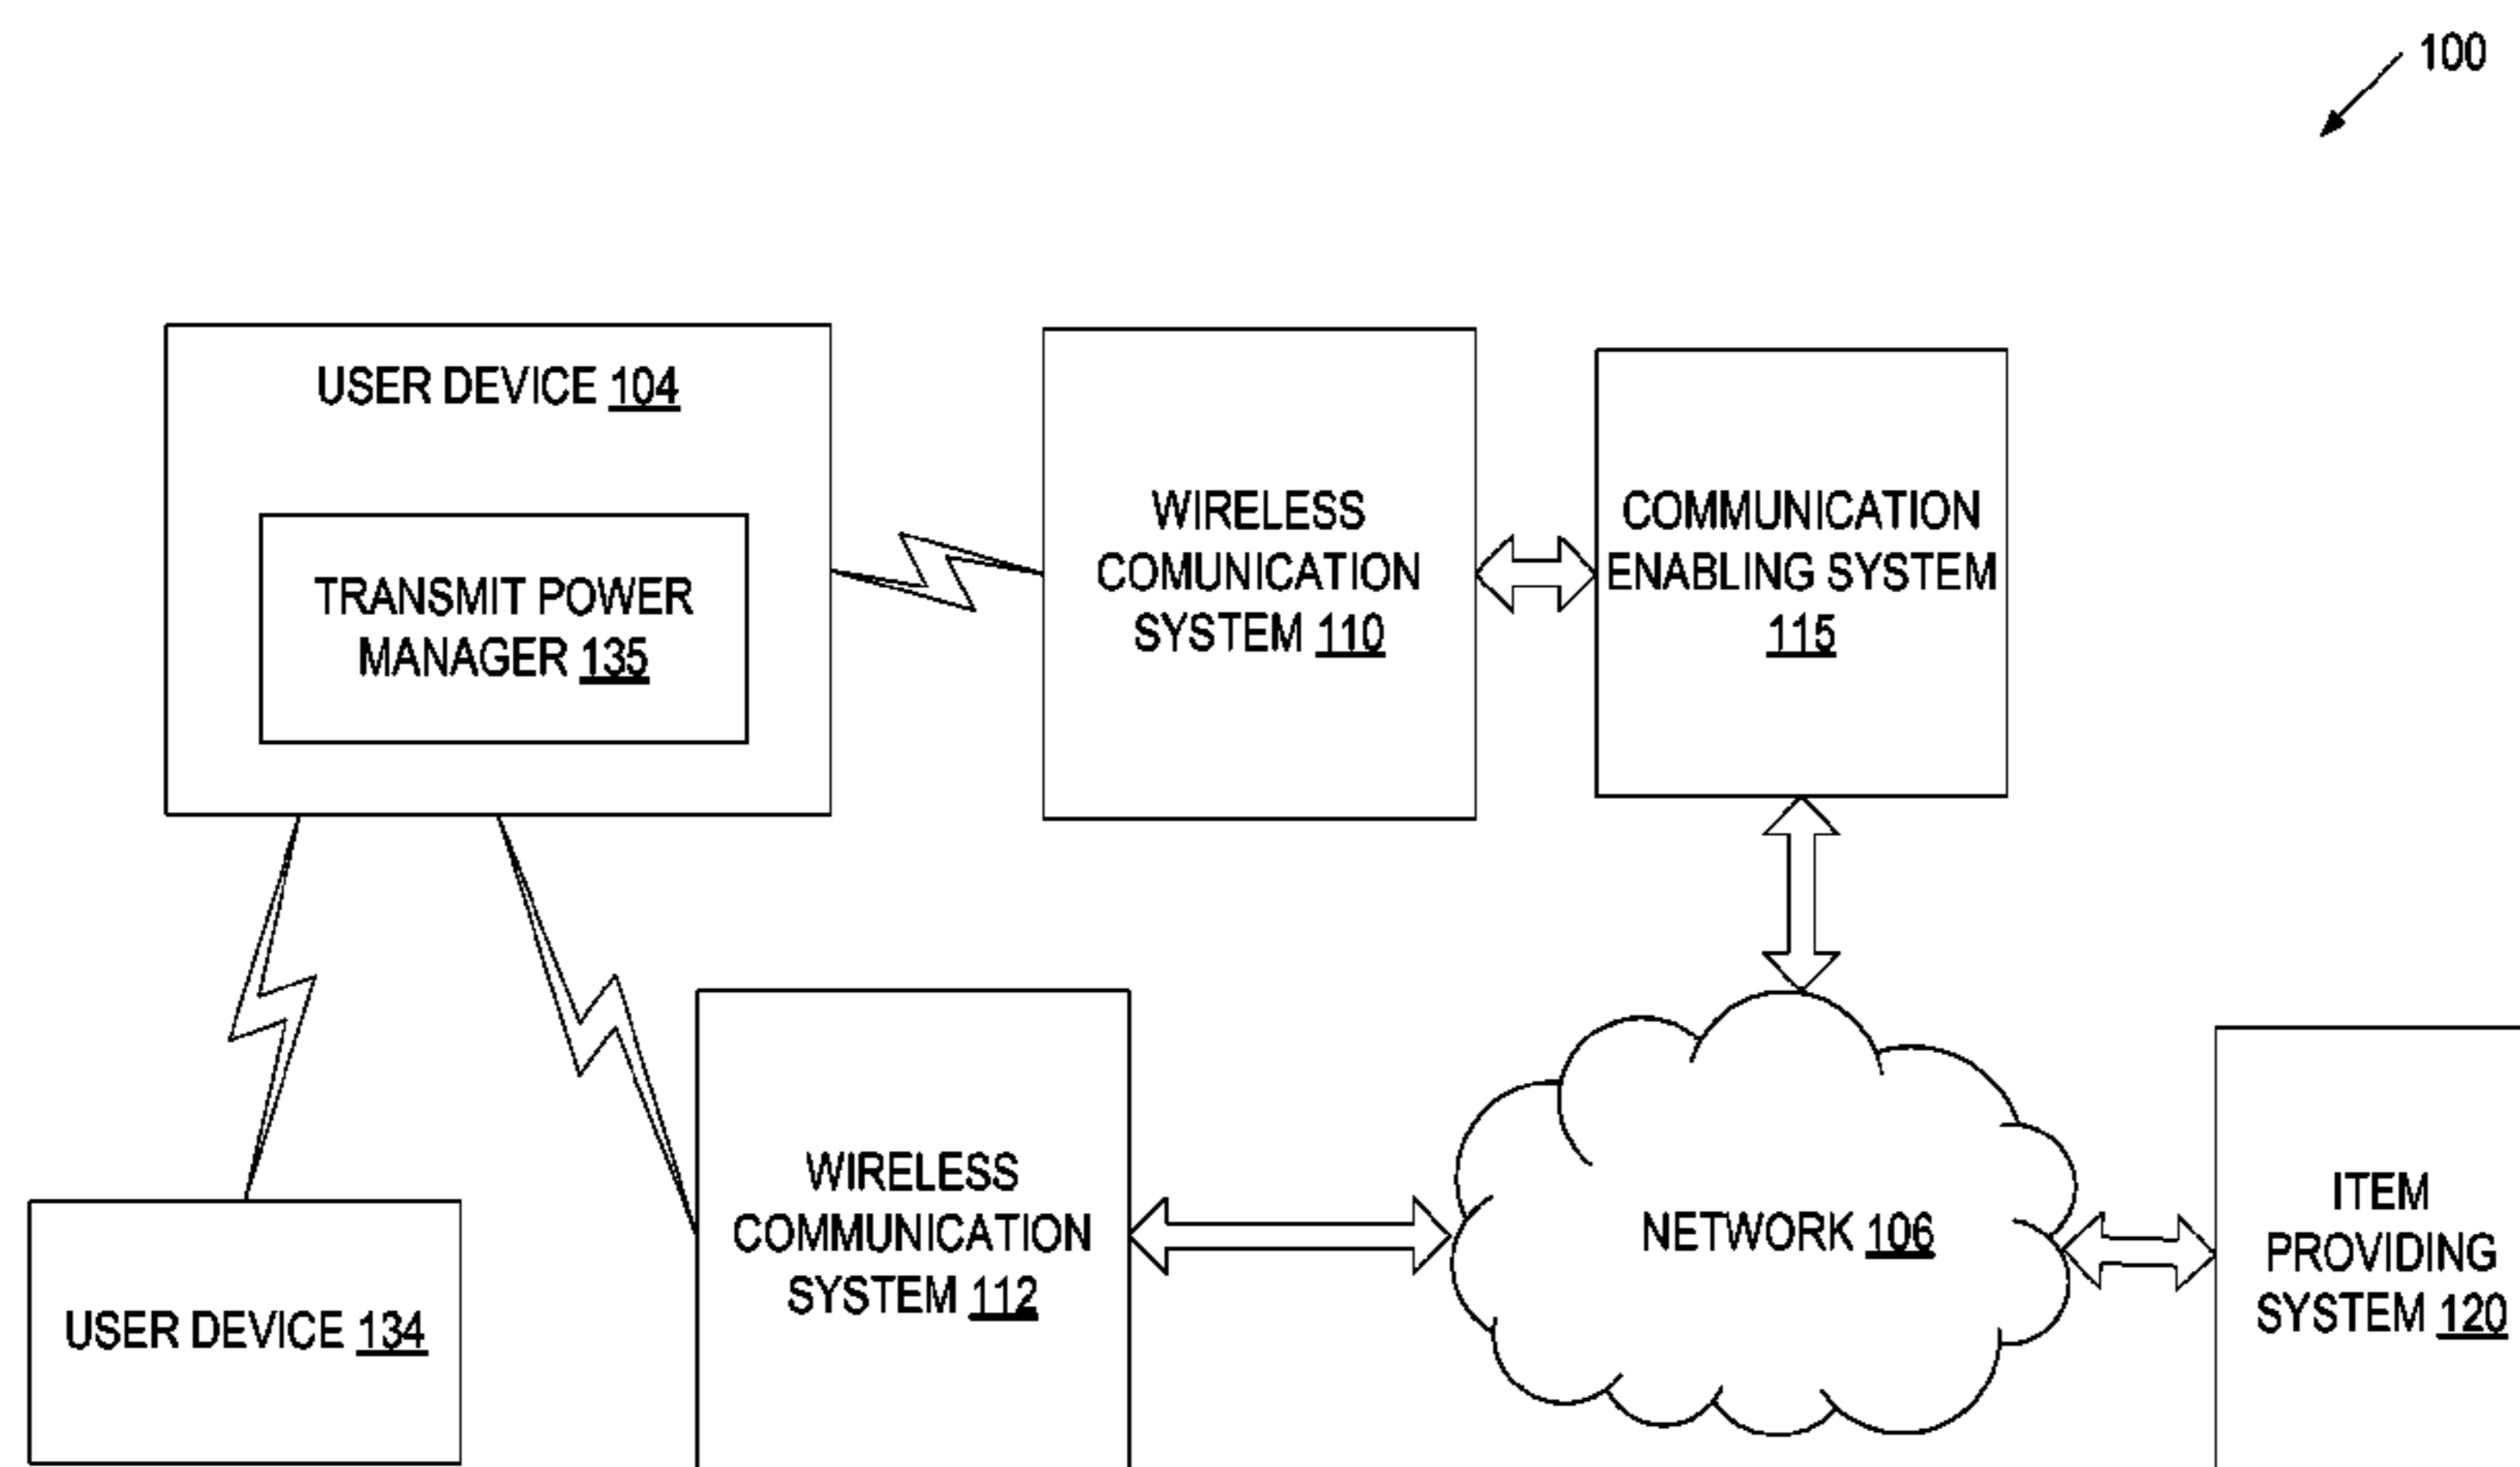 100
USER DEVICE 104
TRANSMIT POWER
MANAGER 135
WIRELESS
COMUNICATION
SYSTEM 110
COMMUNICATION
ENABLING SYSTEM
115
USER DEVICE 134
WIRELESS
COMMUNICATION
SYSTEM 112
NETWORK 106
ITEM
PROVIDING
SYSTEM 120